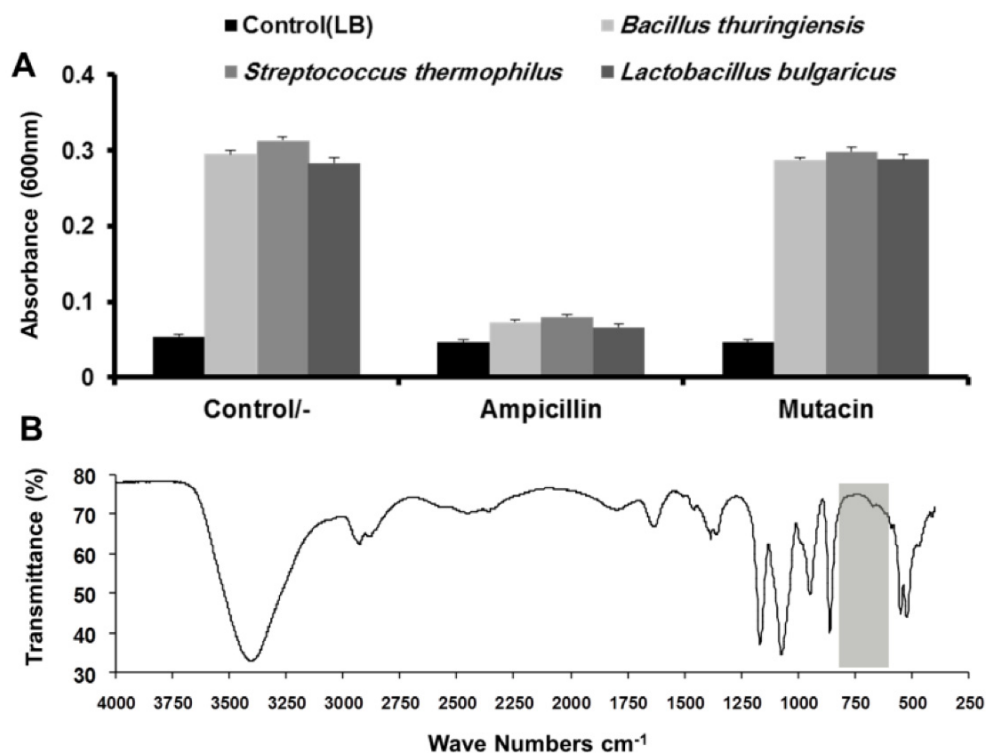 Control(LB) Bacillus thuringiensis
A Streptococcus thermophilus Lactobacillus bulgaricus
0.4
0.3
0.2
0.1
0
Absorbance (600nm)
Control/- Ampicillin Mutacin
B
80
70
60
50
40
30
Transmittance (%)
4000 3750 3500 3250 3000 2750 2500 2250 2000 1750 1500 1250 1000 750 500 250
Wave Numbers cm-1